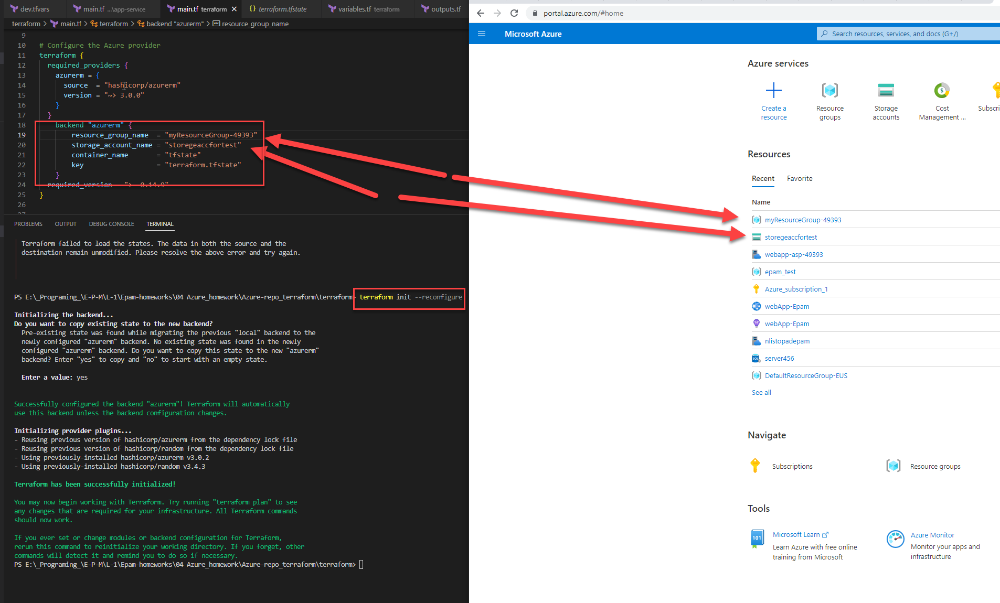 dev.tfvars
main.tf ...\app-service
main.tf terraform
terraform.tfstate
variables.tf terraform
outputs.tf
terraform > main.tf > terraform > backend "azurerm" > resource_group_name
9
10 # Configure the Azure provider
11 terraform {
12 required_providers {
13 azurerm = {
14 source = "hashicorp/azurerm"
15 version = "~> 3.0.0"
16 }
17 }
18 backend "azurerm" {
19 resource_group_name = "myResourceGroup-49393"
20 storage_account_name = "storegeaccfortest"
21 container_name = "tfstate"
22 key = "terraform.tfstate"
23 }
24 required_version
25 }
26
27
PROBLEMS OUTPUT DEBUG CONSOLE TERMINAL
Terraform failed to load the states. The data in both the source and the
destination remain unmodified. Please resolve the above error and try again.
PS E:\_Programing_\E-P-M\L-1\Epam-homeworks\04 Azure_homework\Azure-repo_terraform\terraform> terraform init --reconfigure
Initializing the backend...
Do you want to copy existing state to the new backend?
Pre-existing state was found while migrating the previous "local" backend to the
newly configured "azurerm" backend. No existing state was found in the newly
configured "azurerm" backend. Do you want to copy this state to the new "azurerm"
backend? Enter "yes" to copy and "no" to start with an empty state.
Enter a value: yes
Successfully configured the backend "azurerm"! Terraform will automatically
use this backend unless the backend configuration changes.
Initializing provider plugins...
- Reusing previous version of hashicorp/azurerm from the dependency lock file
- Reusing previous version of hashicorp/random from the dependency lock file
- Using previously-installed hashicorp/azurerm v3.0.2
- Using previously-installed hashicorp/random v3.4.3
Terraform has been successfully initialized!
You may now begin working with Terraform. Try running "terraform plan" to see
any changes that are required for your infrastructure. All Terraform commands
should now work.
If you ever set or change modules or backend configuration for Terraform,
rerun this command to reinitialize your working directory. If you forget, other
commands will detect it and remind you to do so if necessary.
PS E:\_Programing_\E-P-M\L-1\Epam-homeworks\04 Azure_homework\Azure-repo_terraform\terraform>
portal.azure.com/#home
Microsoft Azure
Search resources, services, and docs (G+/)
Azure services
Create a
resource
Resource
groups
Storage
accounts
Cost
Management ...
Subscri
Resources
Recent Favorite
Name
myResourceGroup-49393
storegeaccfortest
webapp-asp-49393
epam_test
Azure_subscription_1
webApp-Epam
webApp-Epam
nlistopadepam
SQL
server456
DefaultResourceGroup-EUS
See all
Navigate
Subscriptions
Resource groups
Tools
101
Microsoft Learn
Learn Azure with free online
training from Microsoft
Azure Monitor
Monitor your apps and
infrastructure